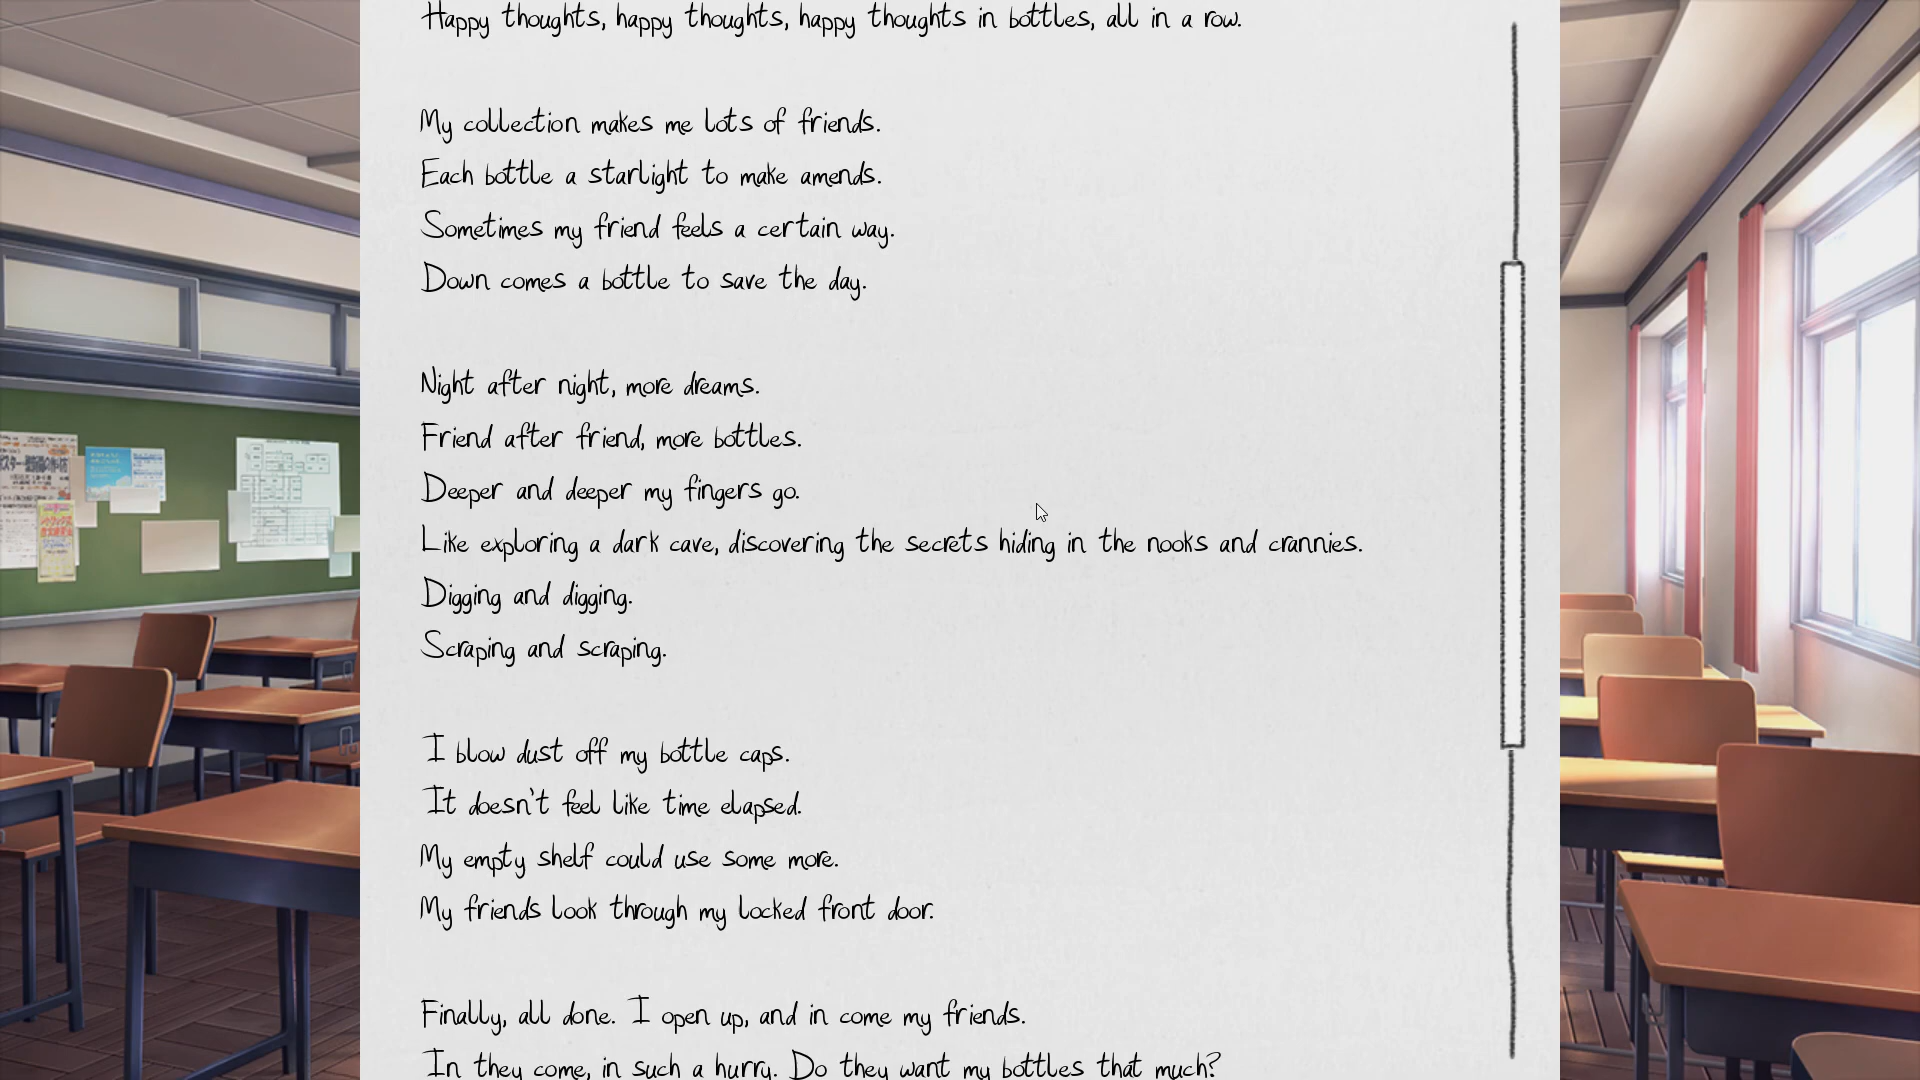 Happy thoughts, happy thoughts, happy thoughts in bottles, all in a row.
My collection makes me lots of friends.
Each bottle a starlight to make amends.
Sometimes my friend feels a certain way.
Down comes a bottle to save the day.
Night after night, more dreams.
Friend after friend, more bottles.
Deeper and deeper my fingers go.
Like exploring a dark cave, discovering the secrets hiding in the nooks and crannies.
Digging and digging.
Scraping and scraping.
I blow dust off my bottle caps.
It doesn't feel like time elapsed.
My empty shelf could use some more.
My friends look through my locked front door.
Finally, all done. I open up, and in come my friends.
In they come, in such a hurry. Do they want my bottles that much?